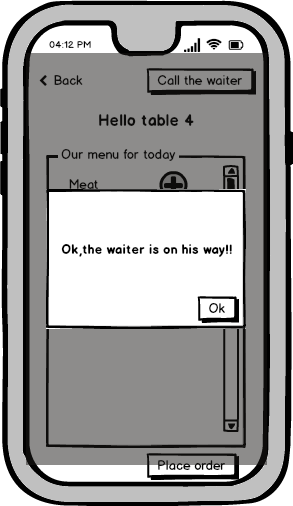 04:12 PM
Back
Call the waiter
Hello table 4
Our menu for today
Meat
Ok,the waiter is on his way!!
Ok
Place order